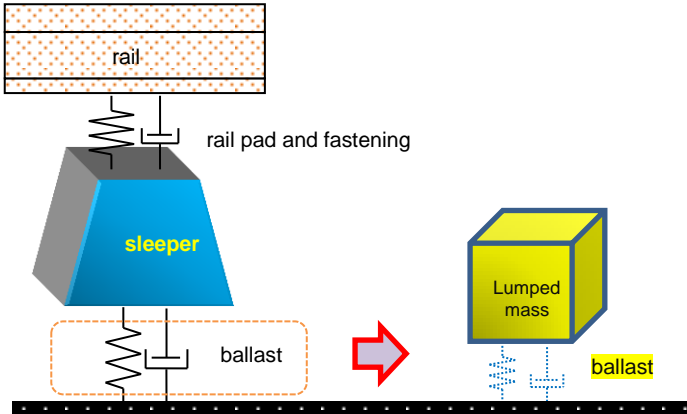 rail
rail pad and fastening
sleeper
Lumped
mass
ballast
ballast